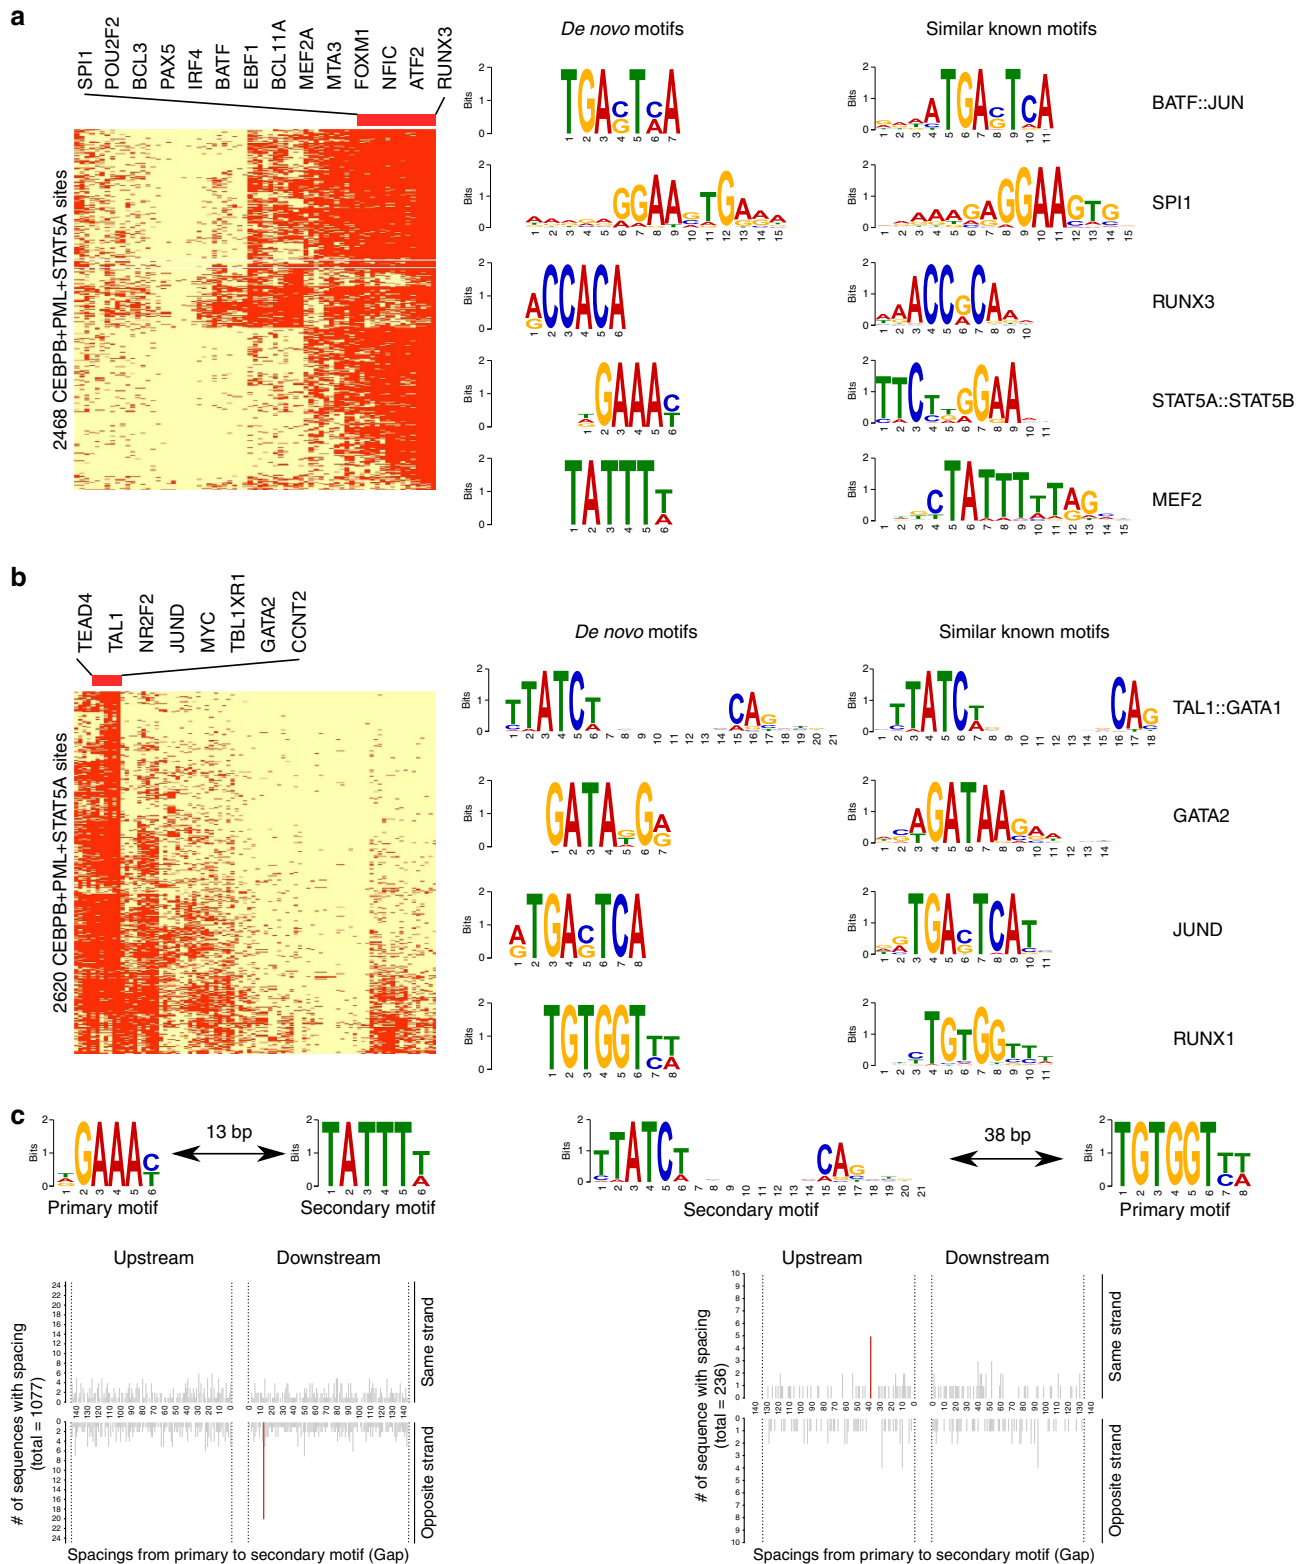 a
SPI1
POU2F2
BCL3
PAX5
IRF4
BATF
EBF1
BCL11A
MEF2A
MTA3
FOXM1
NFIC
ATF2
RUNX3
2468 CEBPB+PML+STAT5A sites
De novo motifs
Similar known motifs
BATF::JUN
SPI1
RUNX3
STAT5A::STAT5B
MEF2
b
TEAD4
TAL1
NR2F2
JUND
MYC
TBL1XR1
GATA2
CCNT2
2620 CEBPB+PML+STAT5A sites
De novo motifs
Similar known motifs
TAL1::GATA1
GATA2
JUND
RUNX1
c
13 bp
Primary motif
Secondary motif
38 bp
Secondary motif
Primary motif
Upstream
Downstream
# of sequences with spacing
(total = 1077)
Same strand
Opposite strand
Spacings from primary to secondary motif (Gap)
Upstream
Downstream
# of sequence with spacing
(total = 236)
Same strand
Opposite strand
Spacings from primary to secondary motif (Gap)